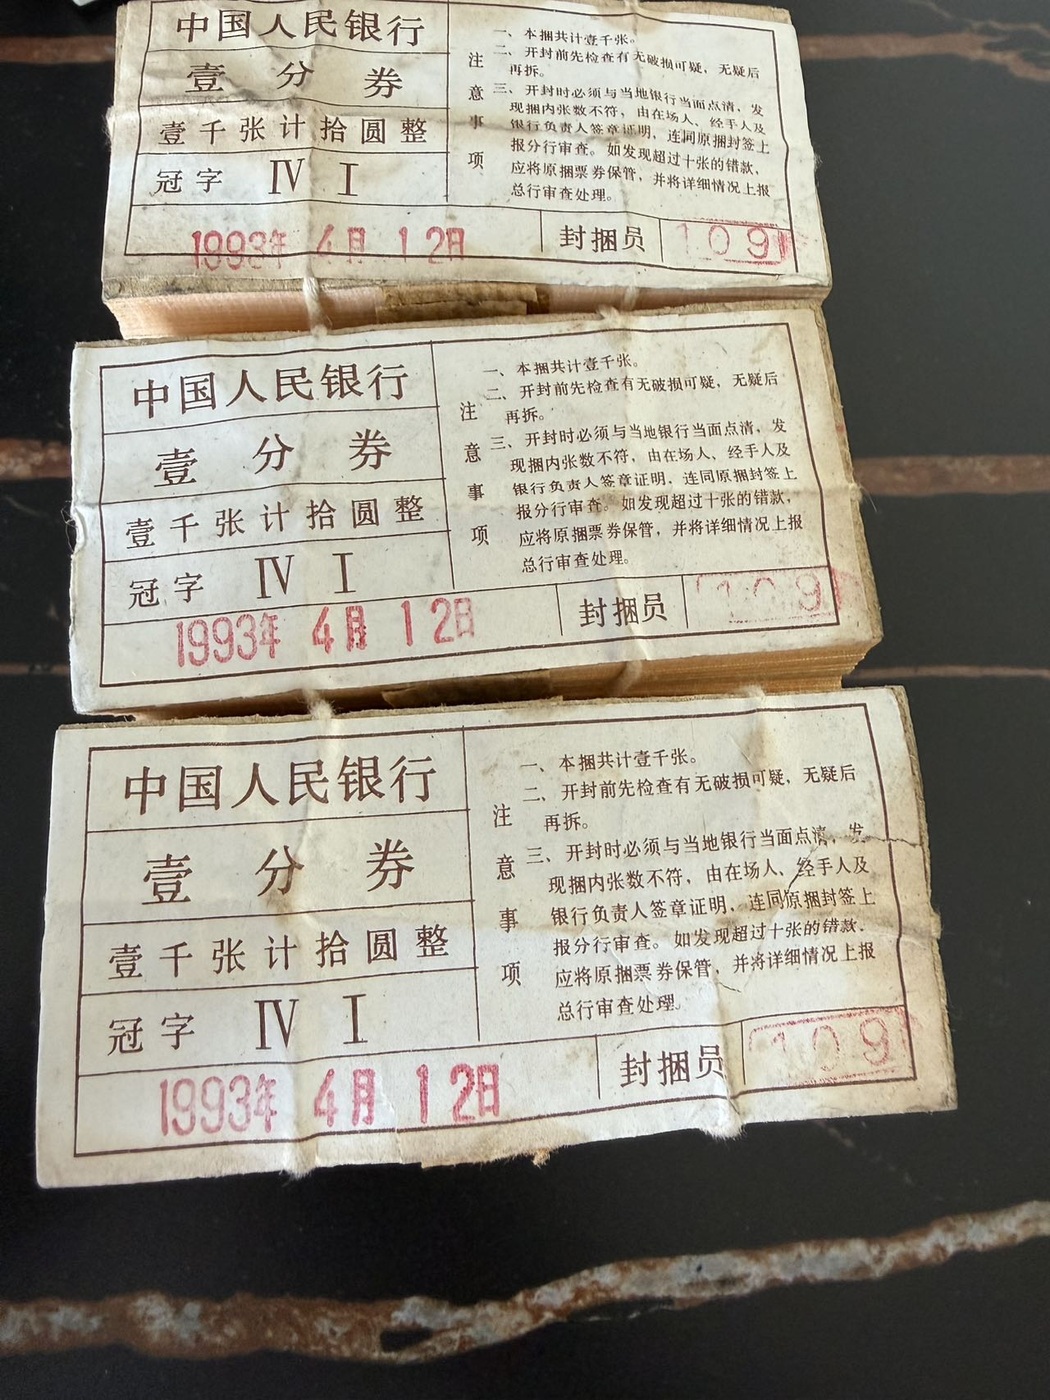 中国人民银行
壹分券
壹千张计拾圆整
冠字 Ⅳ Ⅰ
1993年 4月 12日
注意事项
一、本捆共计壹千张。
二、开封前先检查有无破损可疑，无疑后
再拆。
三、开封时必须与当地银行当面点清，发
现捆内张数不符，由在场人、经手人及
银行负责人签章证明，连同原捆封签上
报分行审查。如发现超过十张的错款，
应将原捆票券保管，并将详细情况上报
总行审查处理。
封捆员 109
中国人民银行
壹分券
壹千张计拾圆整
冠字 Ⅳ Ⅰ
1993年 4月 12日
注意事项
一、本捆共计壹千张。
二、开封前先检查有无破损可疑，无疑后
再拆。
三、开封时必须与当地银行当面点清，发
现捆内张数不符，由在场人、经手人及
银行负责人签章证明，连同原捆封签上
报分行审查。如发现超过十张的错款，
应将原捆票券保管，并将详细情况上报
总行审查处理。
封捆员 109
中国人民银行
壹分券
壹千张计拾圆整
冠字 Ⅳ Ⅰ
1993年 4月 12日
注意事项
一、本捆共计壹千张。
二、开封前先检查有无破损可疑，无疑后
再拆。
三、开封时必须与当地银行当面点清，发
现捆内张数不符，由在场人、经手人及
银行负责人签章证明，连同原捆封签上
报分行审查。如发现超过十张的错款，
应将原捆票券保管，并将详细情况上报
总行审查处理。
封捆员 109